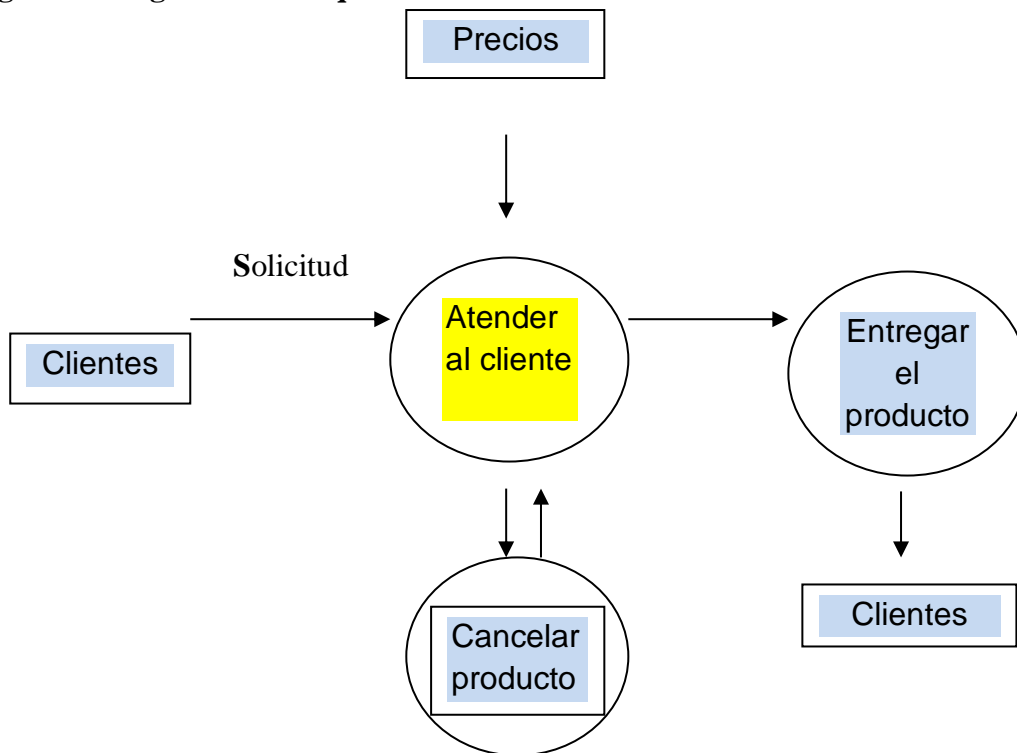 Precios
Solicitud
Clientes
Atender
al cliente
Entregar
el
producto
Cancelar
producto
Clientes